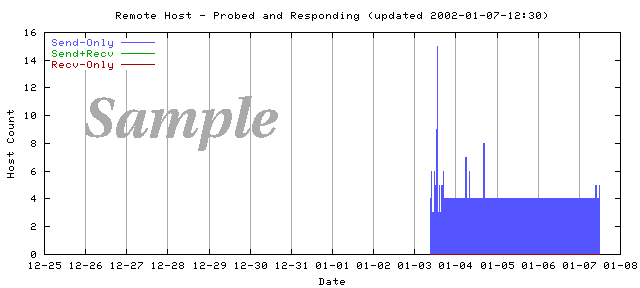 Remote Host - Probed and Responding (updated 2002-01-07-12:30)
16
14
12
10
8
6
4
2
0
Host Count
Send-Only
Send+Recv
Recv-Only
Sample
12-25 12-26 12-27 12-28 12-29 12-30 12-31 01-01 01-02 01-03 01-04 01-05 01-06 01-07 01-08
Date